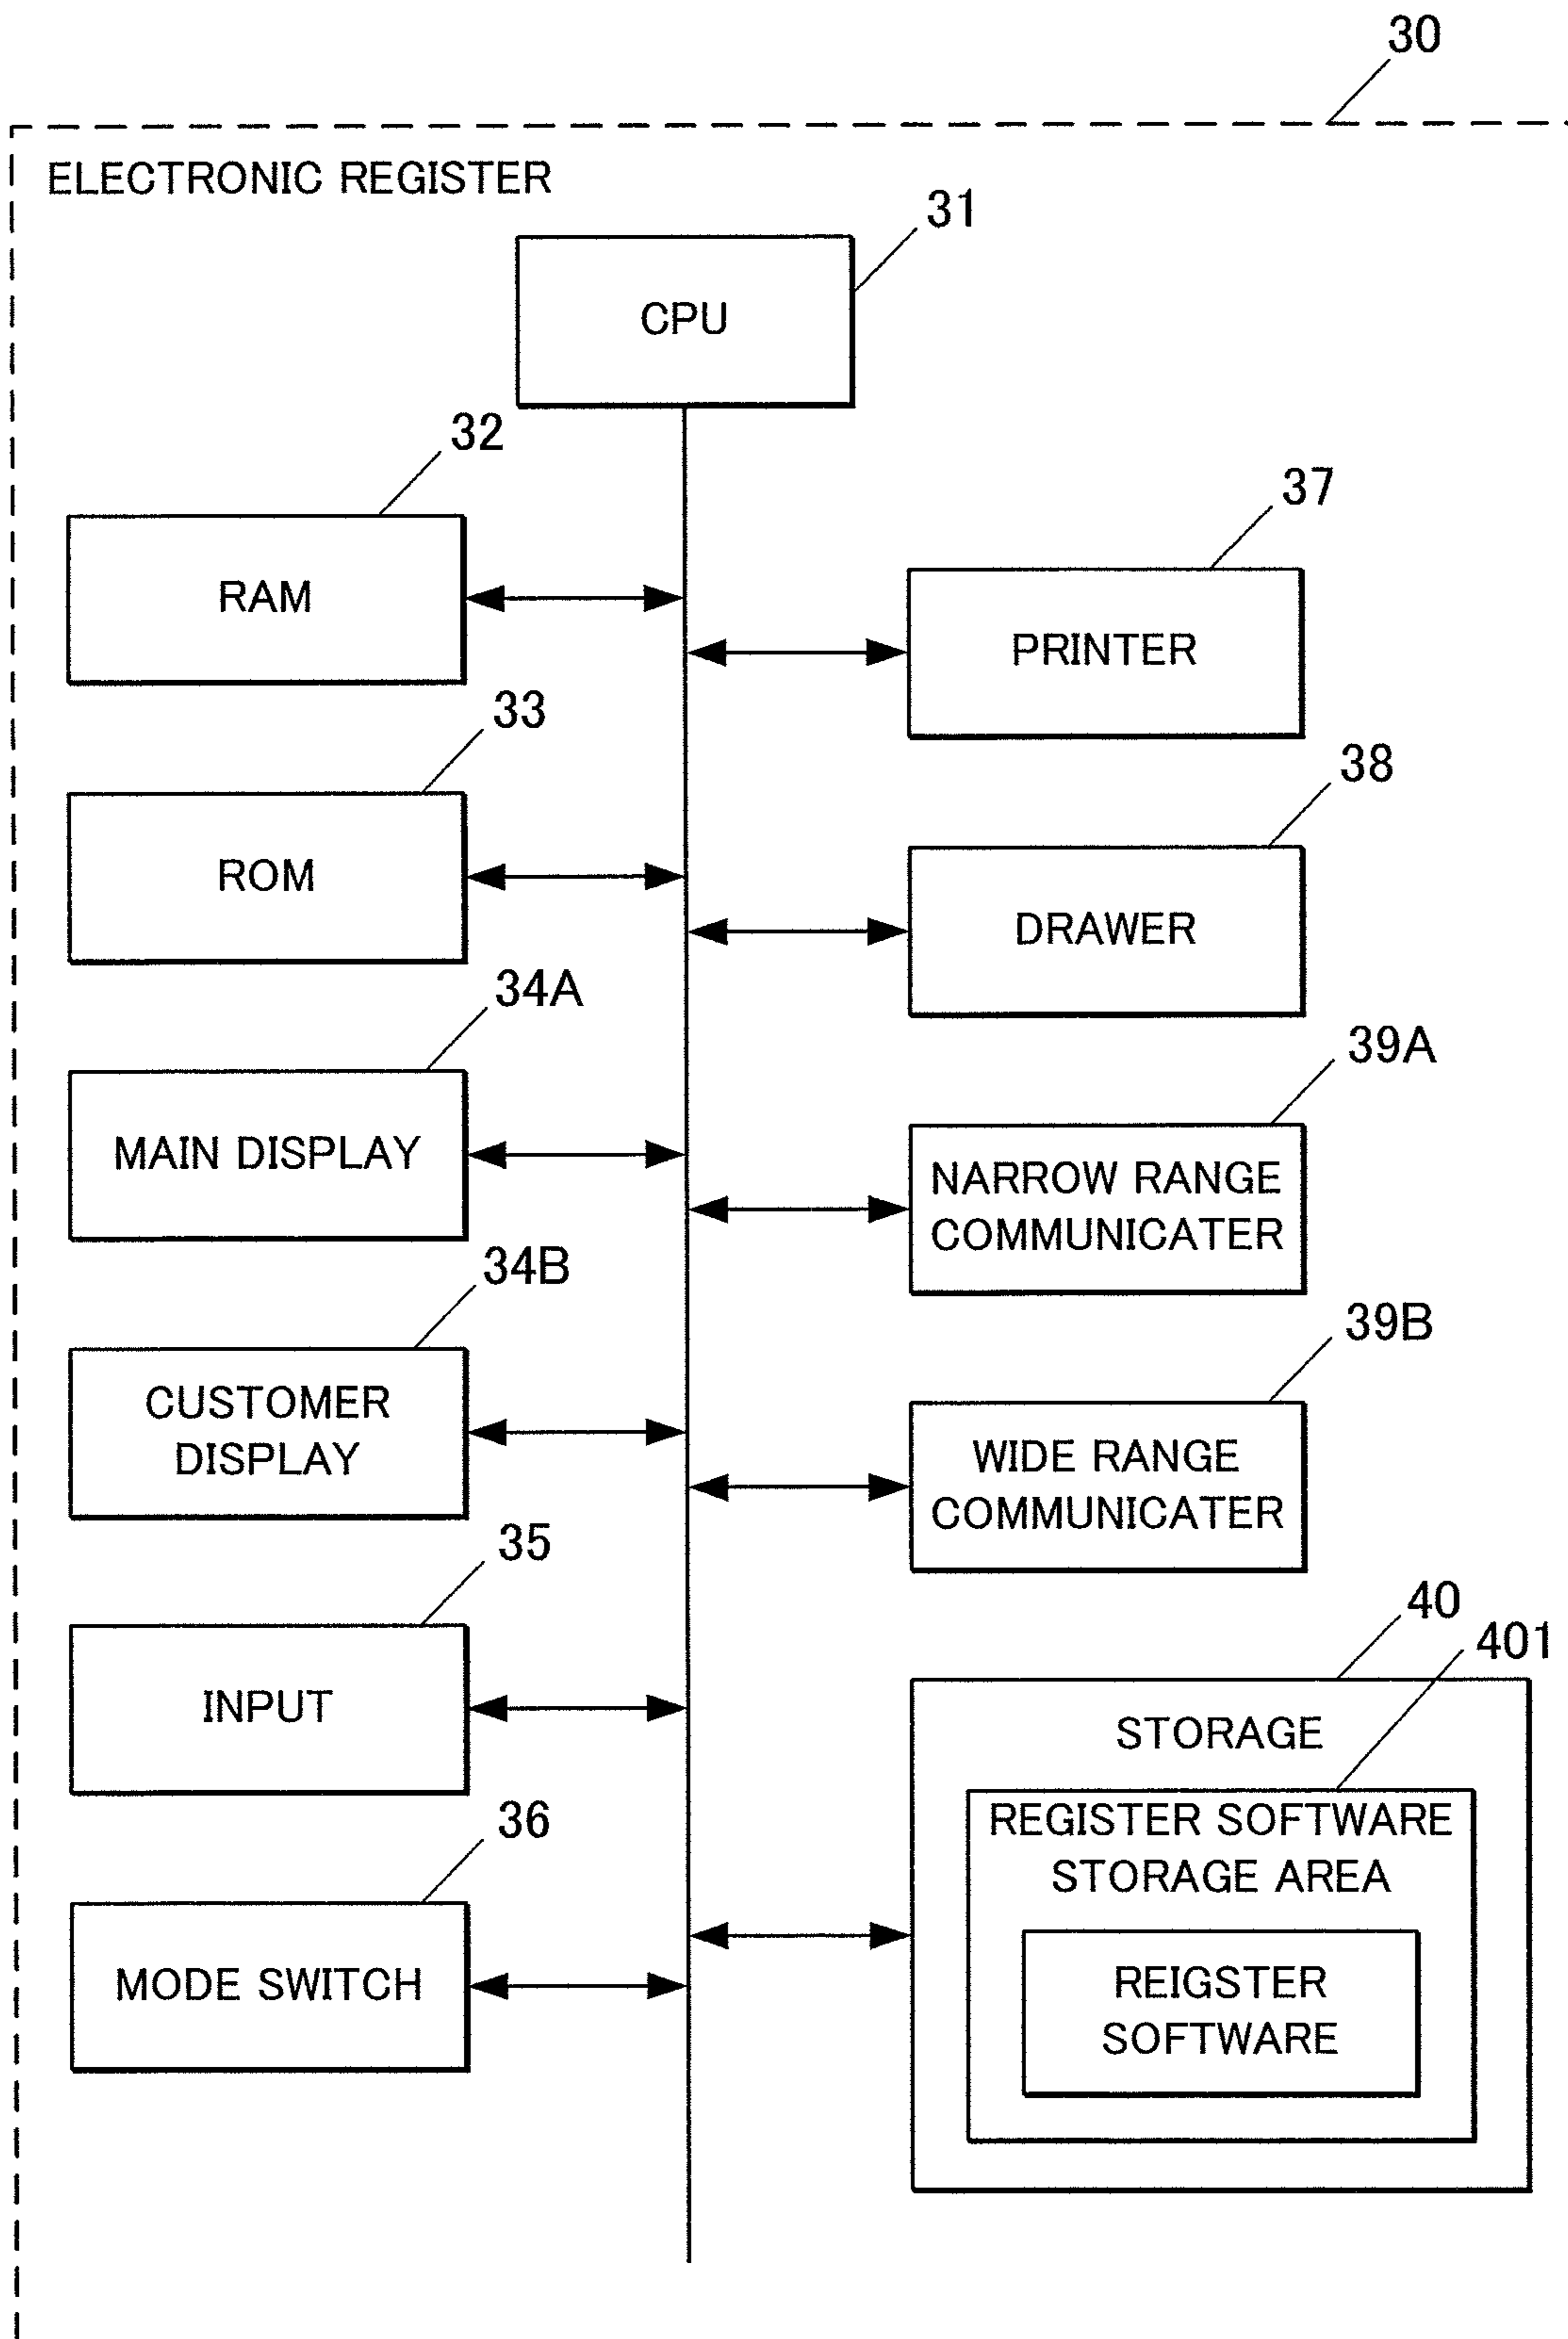 30
ELECTRONIC REGISTER
31
CPU
32
RAM
37
PRINTER
33
ROM
38
DRAWER
34A
MAIN DISPLAY
39A
NARROW RANGE
COMMUNICATER
34B
CUSTOMER
DISPLAY
39B
WIDE RANGE
COMMUNICATER
35
INPUT
40
401
STORAGE
REGISTER SOFTWARE
STORAGE AREA
REIGSTER
SOFTWARE
36
MODE SWITCH